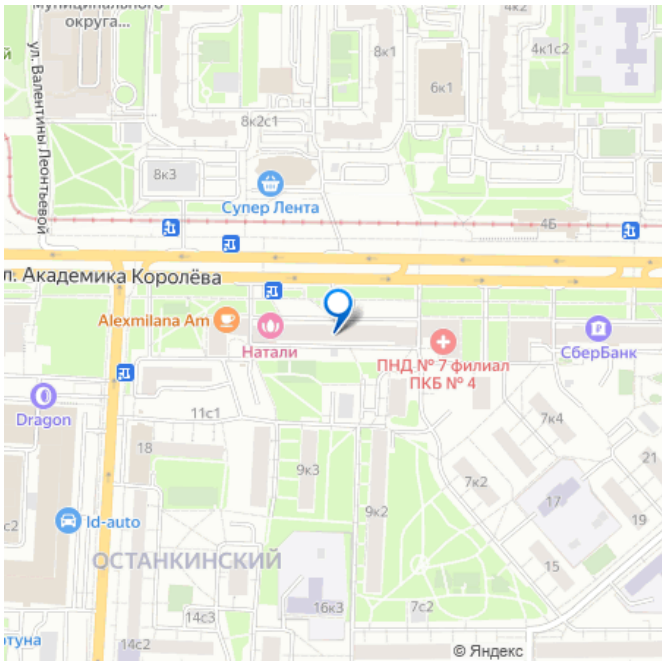 муниципального
округа...
4к2
8к1
4к1с2
6к1
ул. Валентины Леонтьевой
8к2с1
8к3
Супер Лента
4Б
л. Академика Королёва
Alexmilana Am
Натали
ПНД № 7 филиал
ПКБ № 4
СберБанк
Dragon
11с1
7к4
18
9к3
7к2
21
17
9к2
19
с2
Id-auto
ОСТАНКИНСКИЙ
15
16к3
7с2
14с3
ртуна
14с2
© Яндекс